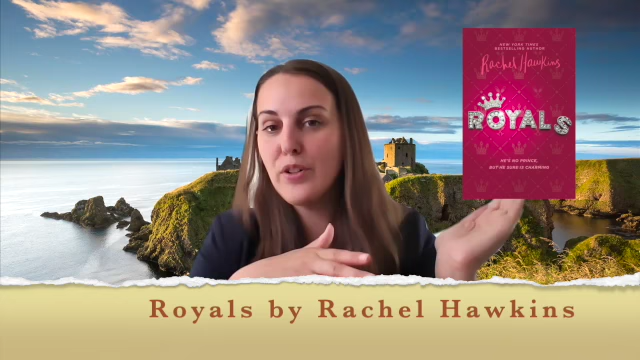 NEW YORK TIMES
BESTSELLING AUTHOR
Rachel Hawkins
ROYALS
HE'S NO PRINCE,
BUT HE SURE IS CHARMING
Royals by Rachel Hawkins